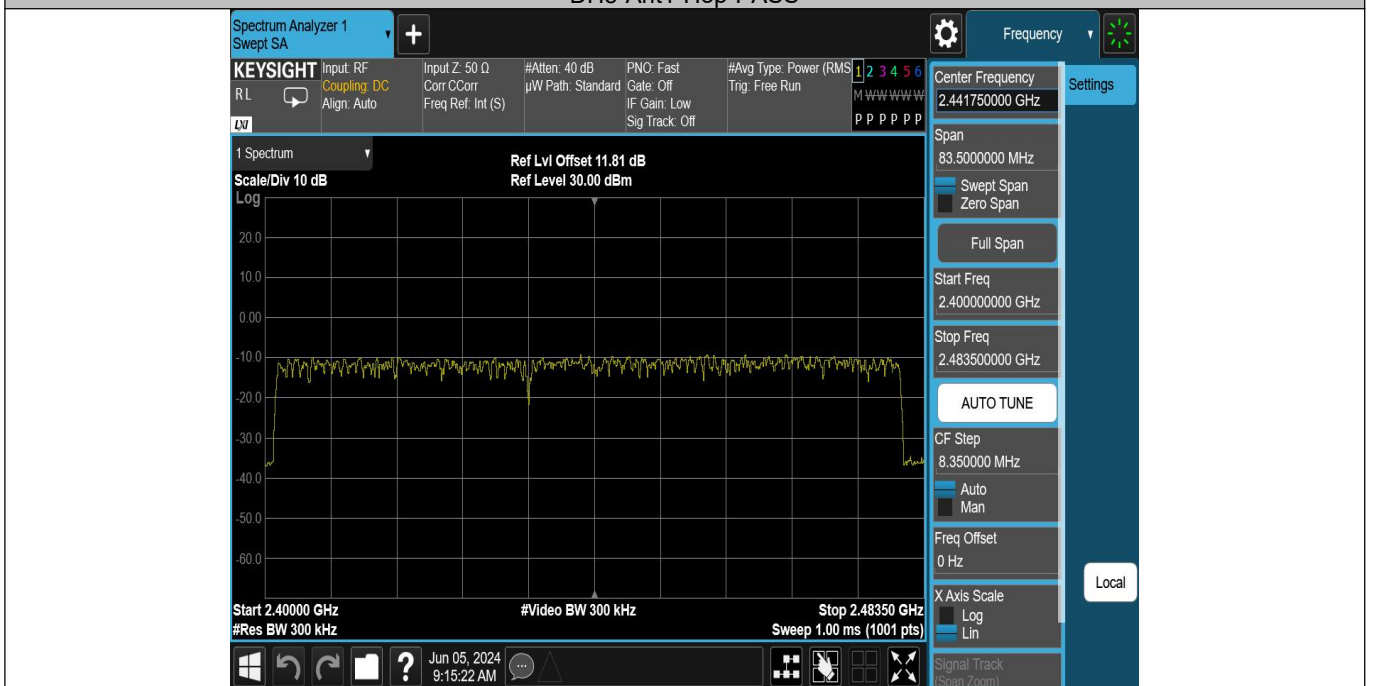 Spectrum Analyzer 1
Swept SA
+
Frequency
KEYSIGHT
RL
LXI
Input: RF
Coupling: DC
Align: Auto
Input Z: 50 Ω
Corr CCorr
Freq Ref: Int (S)
#Atten: 40 dB
µW Path: Standard
PNO: Fast
Gate: Off
IF Gain: Low
Sig Track: Off
#Avg Type: Power (RMS
Trig: Free Run
1 2 3 4 5 6
M W W W W W
P P P P P P
1 Spectrum
Scale/Div 10 dB
Ref Lvl Offset 11.81 dB
Ref Level 30.00 dBm
Log
20.0
10.0
0.00
-10.0
-20.0
-30.0
-40.0
-50.0
-60.0
Start 2.40000 GHz
#Res BW 300 kHz
#Video BW 300 kHz
Stop 2.48350 GHz
Sweep 1.00 ms (1001 pts)
Center Frequency
2.441750000 GHz
Span
83.5000000 MHz
Swept Span
Zero Span
Full Span
Start Freq
2.400000000 GHz
Stop Freq
2.483500000 GHz
AUTO TUNE
CF Step
8.350000 MHz
Auto
Man
Freq Offset
0 Hz
X Axis Scale
Log
Lin
Signal Track
(Span Zoom)
Settings
Local
?
Jun 05, 2024
9:15:22 AM